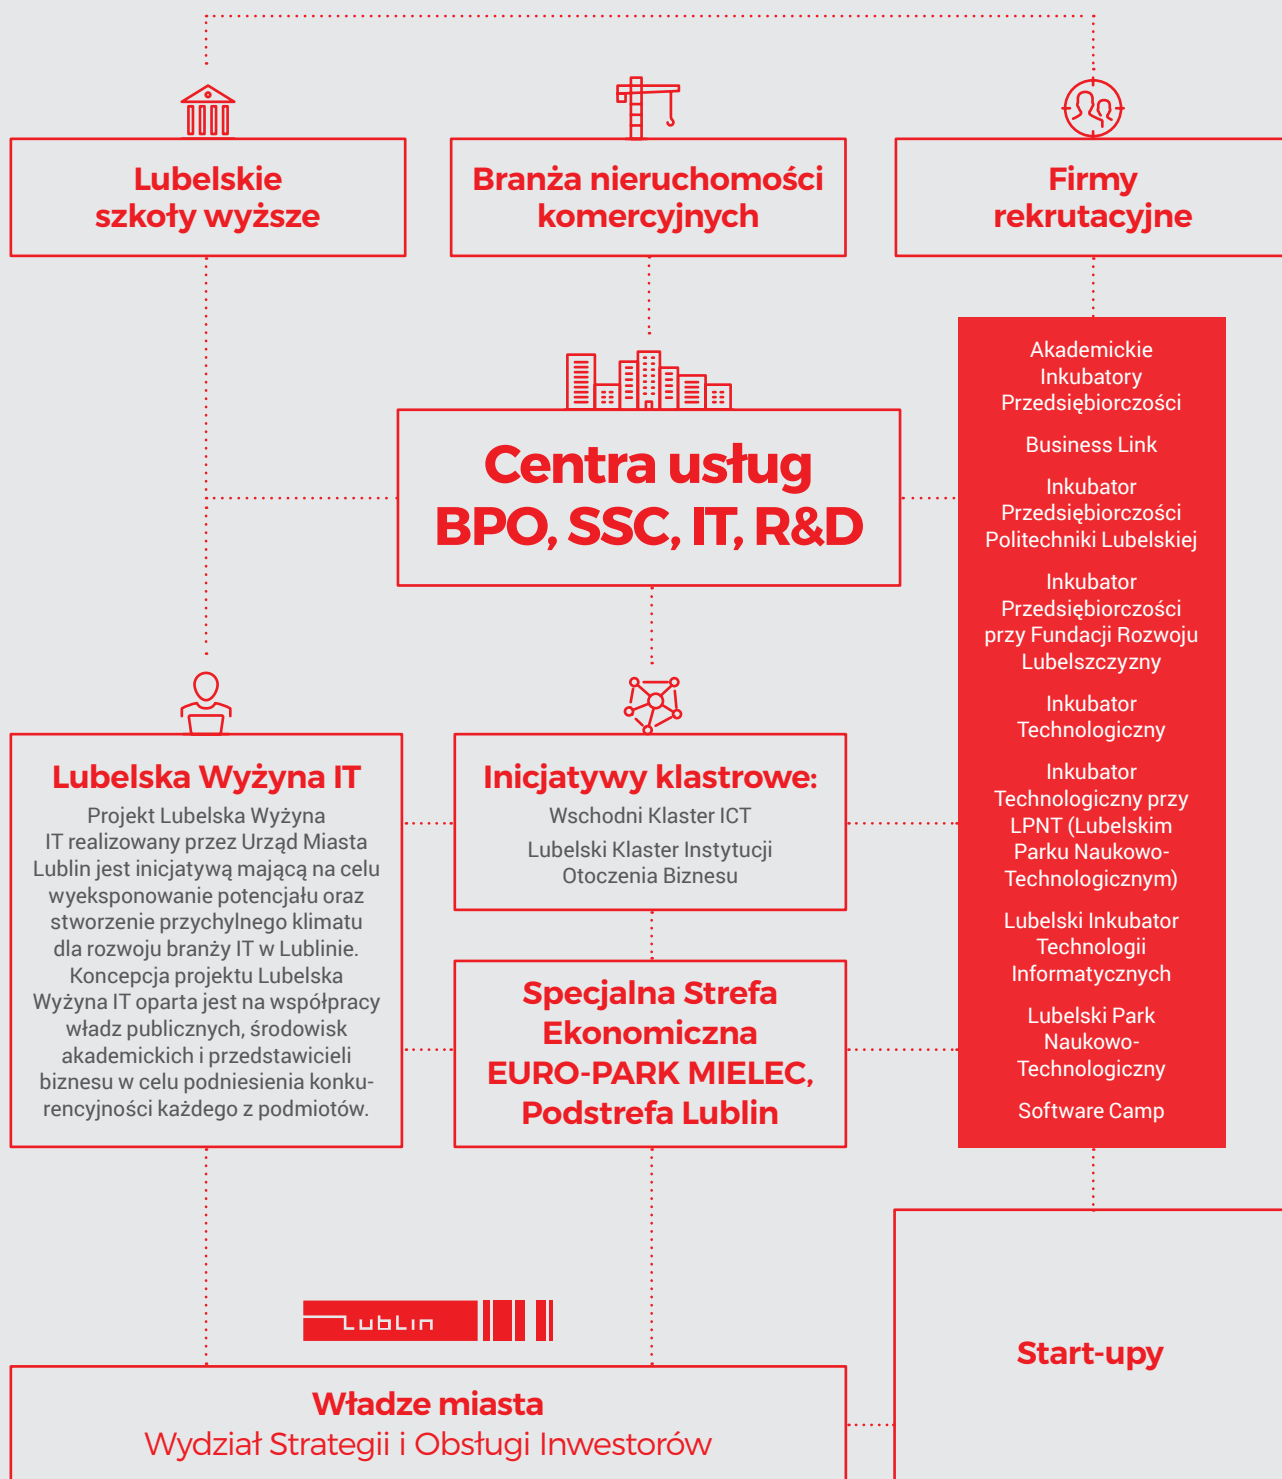 Lubelskie
szkoły wyższe
Branża nieruchomości
komercyjnych
Firmy
rekrutacyjne
Centra usług
BPO, SSC, IT, R&D
Akademickie
Inkubatory
Przedsiębiorczości
Business Link
Inkubator
Przedsiębiorczości
Politechniki Lubelskiej
Inkubator
Przedsiębiorczości
przy Fundacji Rozwoju
Lubelszczyzny
Inkubator
Technologiczny
Inkubator
Technologiczny przy
LPNT (Lubelskim
Parku Naukowo-
Technologicznym)
Lubelski Inkubator
Technologii
Informatycznych
Lubelski Park
Naukowo-
Technologiczny
Software Camp
Lubelska Wyżyna IT
Projekt Lubelska Wyżyna
IT realizowany przez Urząd Miasta
Lublin jest inicjatywą mającą na celu
wyeksponowanie potencjału oraz
stworzenie przychylnego klimatu
dla rozwoju branży IT w Lublinie.
Koncepcja projektu Lubelska
Wyżyna IT oparta jest na współpracy
władz publicznych, środowisk
akademickich i przedstawicieli
biznesu w celu podniesienia konku-
rencyjności każdego z podmiotów.
Inicjatywy klastrowe:
Wschodni Klaster ICT
Lubelski Klaster Instytucji
Otoczenia Biznesu
Specjalna Strefa
Ekonomiczna
EURO-PARK MIELEC,
Podstrefa Lublin
Lublin
Władze miasta
Wydział Strategii i Obsługi Inwestorów
Start-upy